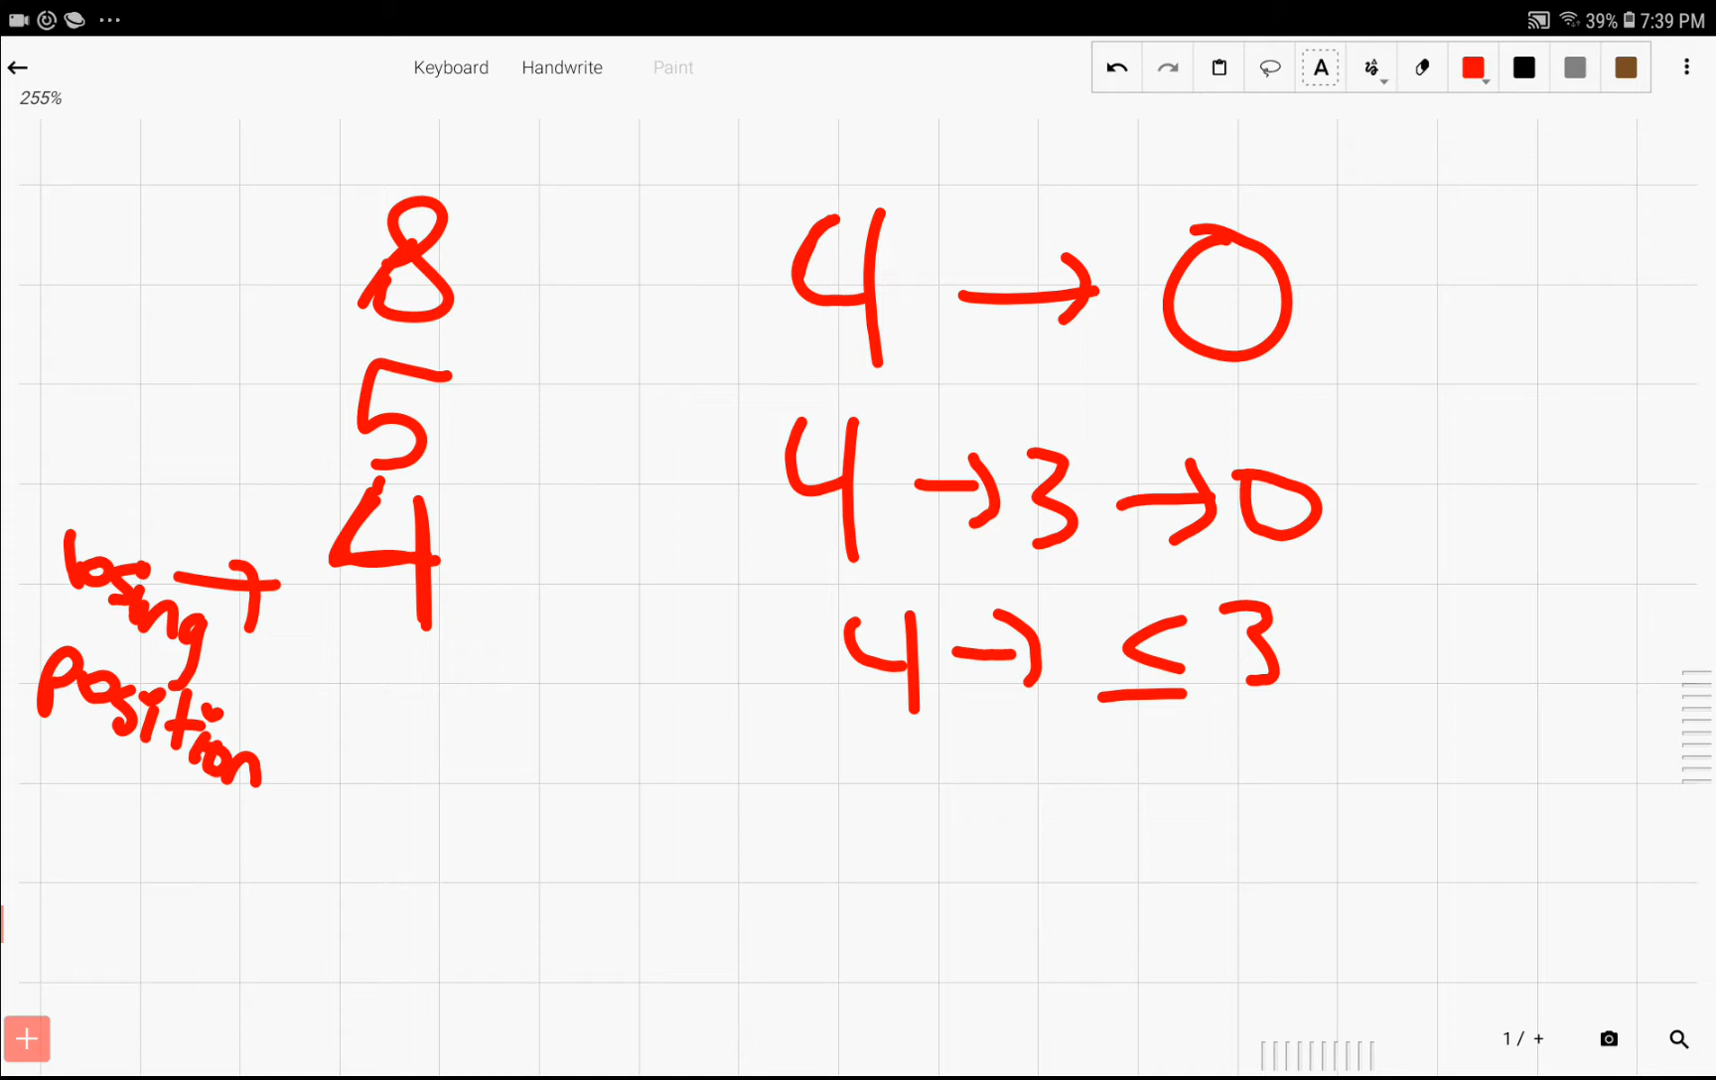 39% 7:39 PM
Keyboard Handwrite Paint A
255%
8
5
4
losing →
position
4 → 0
4 → 3 → 0
4 → ≤ 3
1 / +